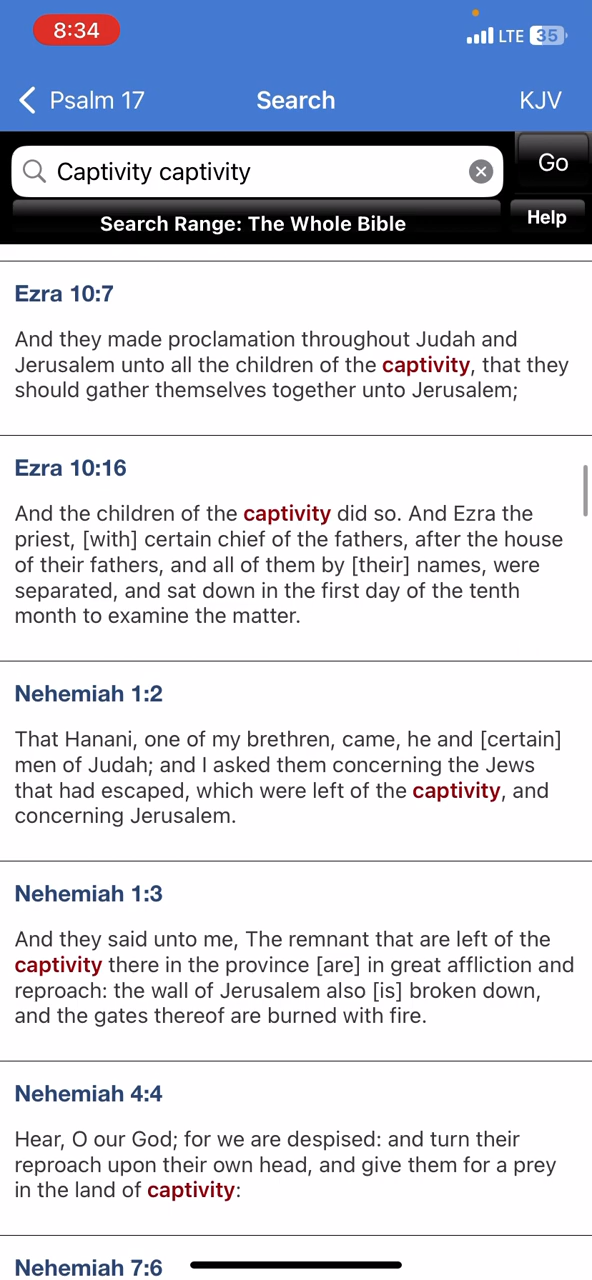 8:34
LTE 35
Psalm 17
Search
KJV
Captivity captivity
Go
Search Range: The Whole Bible
Help
Ezra 10:7
And they made proclamation throughout Judah and
Jerusalem unto all the children of the captivity, that they
should gather themselves together unto Jerusalem;
Ezra 10:16
And the children of the captivity did so. And Ezra the
priest, [with] certain chief of the fathers, after the house
of their fathers, and all of them by [their] names, were
separated, and sat down in the first day of the tenth
month to examine the matter.
Nehemiah 1:2
That Hanani, one of my brethren, came, he and [certain]
men of Judah; and I asked them concerning the Jews
that had escaped, which were left of the captivity, and
concerning Jerusalem.
Nehemiah 1:3
And they said unto me, The remnant that are left of the
captivity there in the province [are] in great affliction and
reproach: the wall of Jerusalem also [is] broken down,
and the gates thereof are burned with fire.
Nehemiah 4:4
Hear, O our God; for we are despised: and turn their
reproach upon their own head, and give them for a prey
in the land of captivity:
Nehemiah 7:6